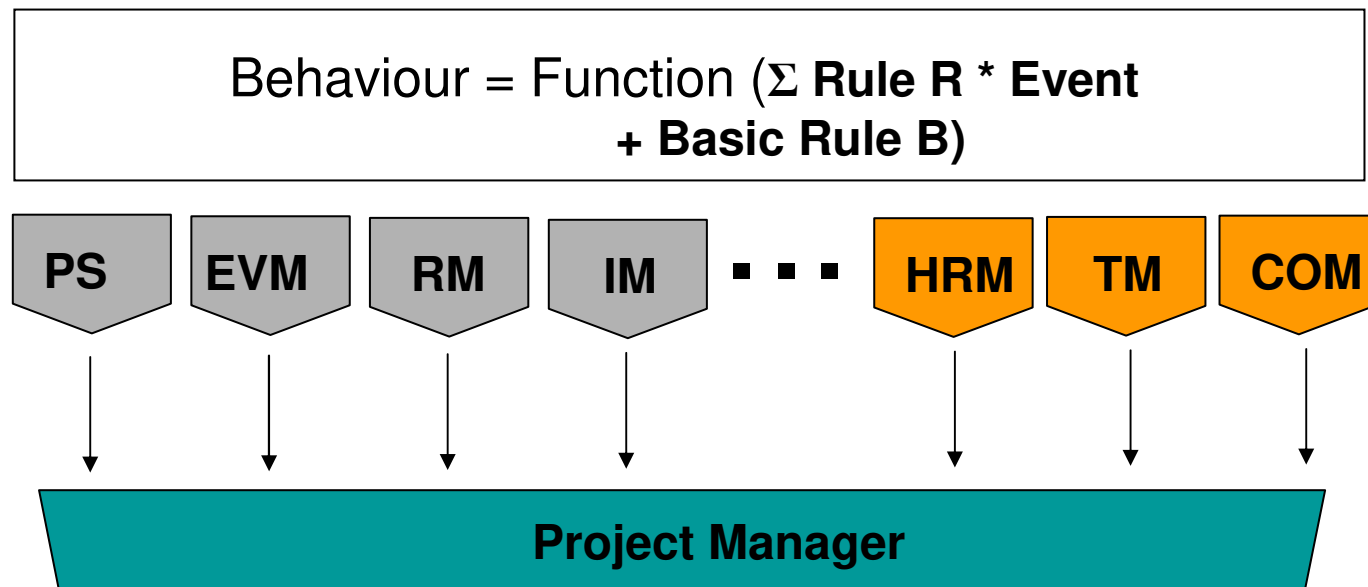 Behaviour = Function (Σ Rule R * Event
+ Basic Rule B)
PS EVM RM IM ... HRM TM COM
Project Manager